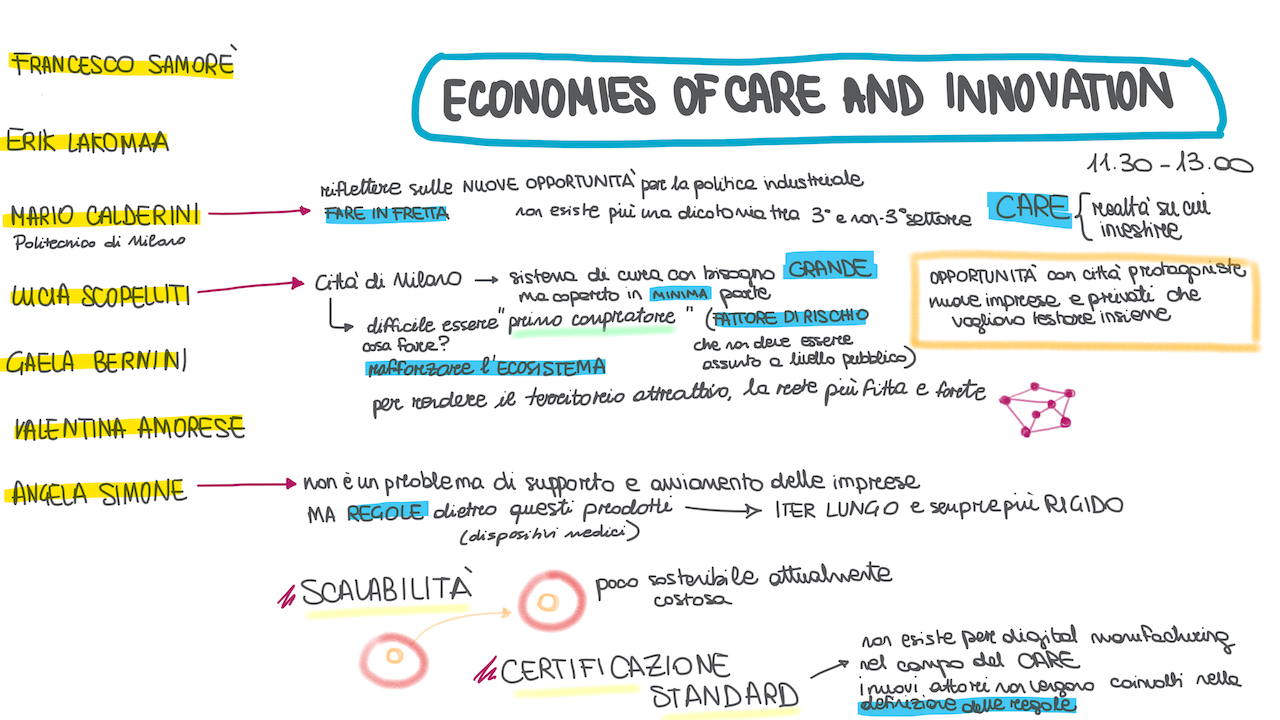 ECONOMIES OF CARE AND INNOVATION
11.30 - 13.00
FRANCESCO SAMORÈ
ERIK LAKOMAA
MARIO CALDERINI
Politecnico di Milano
riflettere sulle NUOVE OPPORTUNITÀ per la politica industriale
FARE IN FRETTA
non esiste più una dicotomia tra 3° e non-3° settore
CARE
realtà su cui
investire
LUCIA SCOPELLITI
Città di Milano → sistema di cura con bisogno GRANDE
ma coperto in MINIMA parte
difficile essere "primo compratore" (FATTORE DI RISCHIO
che non deve essere
assunto a livello pubblico)
cosa fare?
rafforzare l'ECOSISTEMA
per rendere il territorio attrattivo, la rete più fitta e forte
OPPORTUNITÀ con città protagoniste
nuove imprese e privati che
vogliono testare insieme
GAELA BERNINI
VALENTINA AMORESE
ANGELA SIMONE
non è un problema di supporto e avviamento delle imprese
MA REGOLE dietro questi prodotti → ITER LUNGO e sempre più RIGIDO
(dispositivi medici)
SCALABILITÀ
poco sostenibile attualmente
costosa
CERTIFICAZIONE
STANDARD
non esiste per digital manufacturing
nel campo del CARE
i nuovi attori non vengono coinvolti nella
definizione delle regole